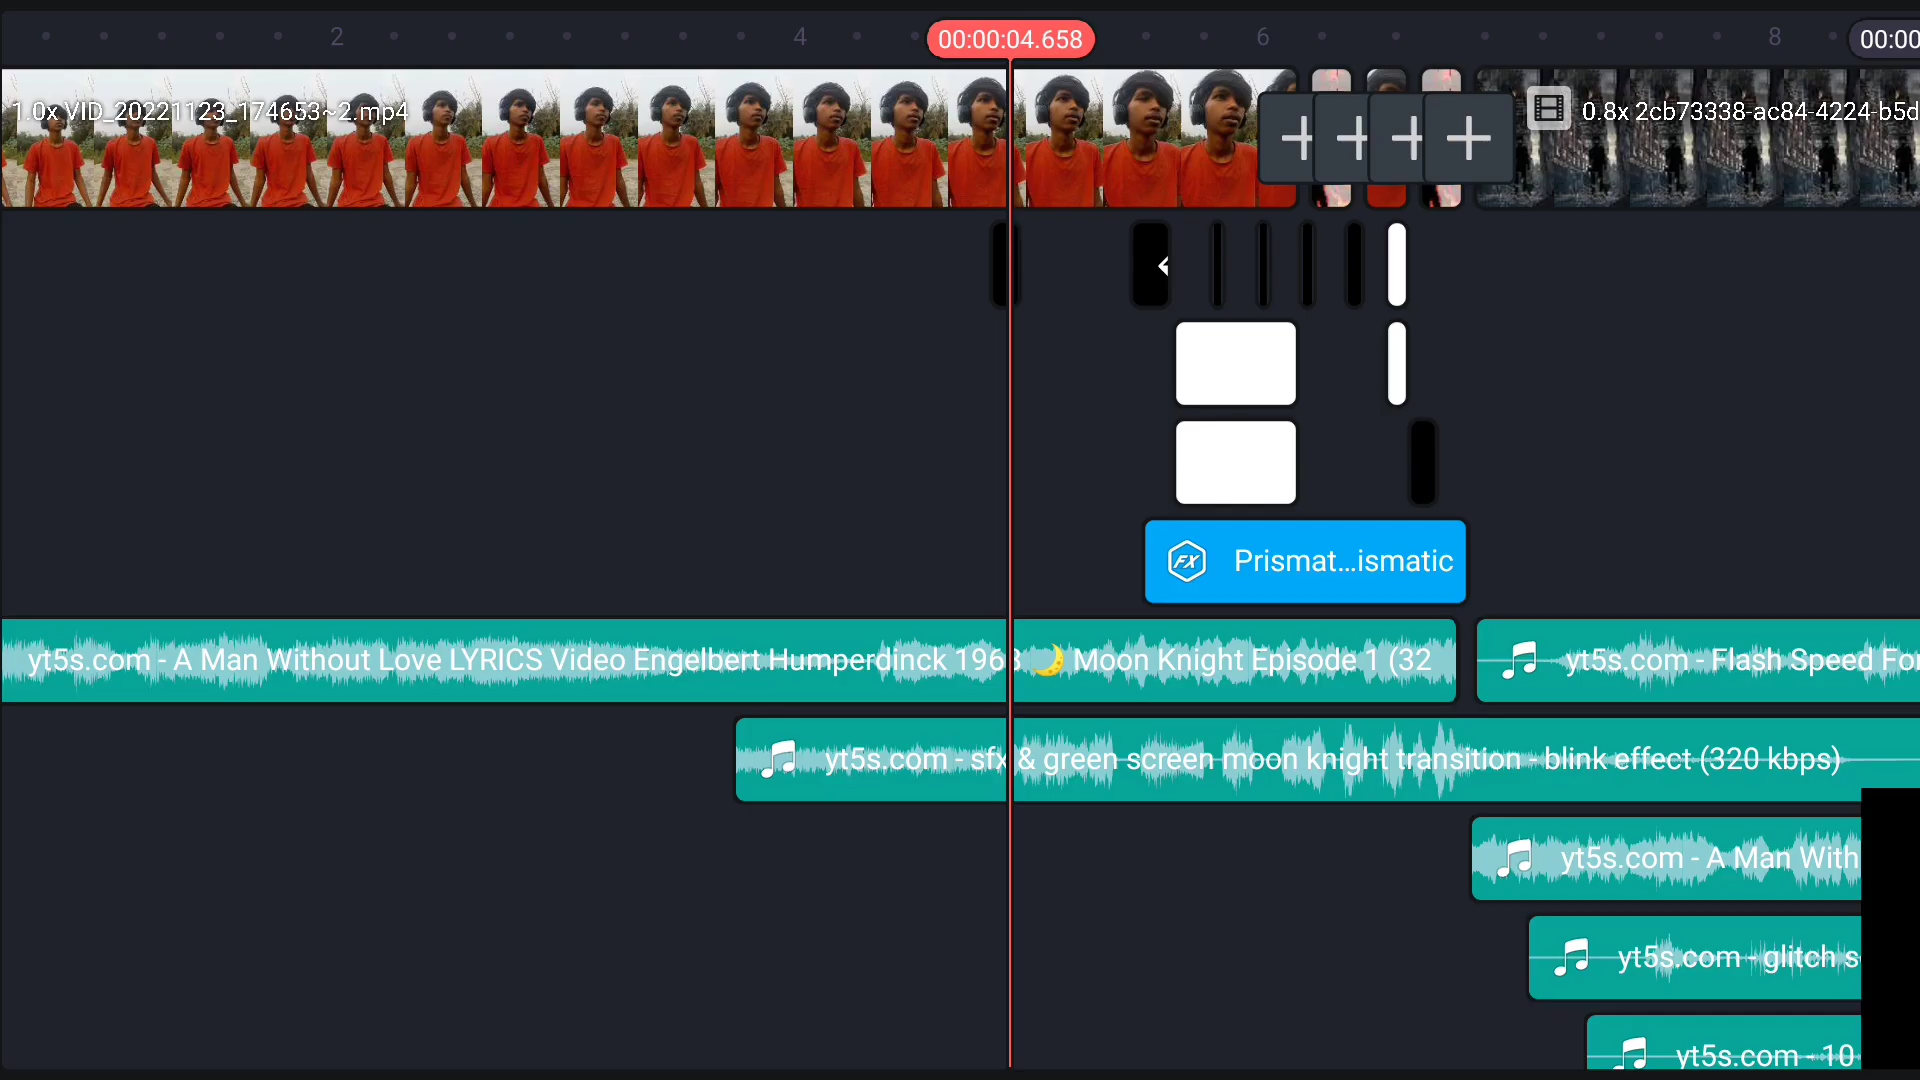 2 4 00:00:04.658 6 8 00:00
1.0x VID_20221123_174653~2.mp4
0.8x 2cb73338-ac84-4224-b5d
FX Prismat...ismatic
yt5s.com - A Man Without Love LYRICS Video Engelbert Humperdinck 1968 🌙 Moon Knight Episode 1 (32
yt5s.com - Flash Speed For
yt5s.com - sfx & green screen moon knight transition - blink effect (320 kbps)
yt5s.com - A Man With
yt5s.com - glitch s
yt5s.com - 10